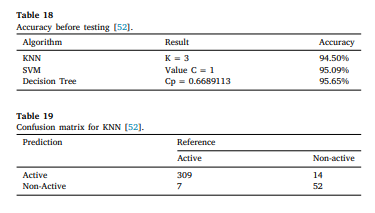 Table 18
Accuracy before testing [52].
Algorithm Result Accuracy
KNN K = 3 94.50%
SVM Value C = 1 95.09%
Decision Tree Cp = 0.6689113 95.65%
Table 19
Confusion matrix for KNN [52].
Prediction Reference
Active Non-active
Active 309 14
Non-Active 7 52